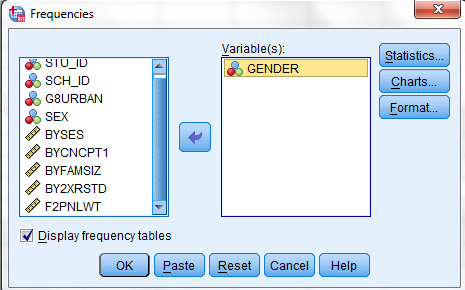 Frequencies
Variable(s):
STU_ID
SCH_ID
G8URBAN
SEX
BYSES
BYCNCPT1
BYFAMSIZ
BY2XRSTD
F2PNLWT
GENDER
Statistics...
Charts...
Format...
Display frequency tables
OK Paste Reset Cancel Help